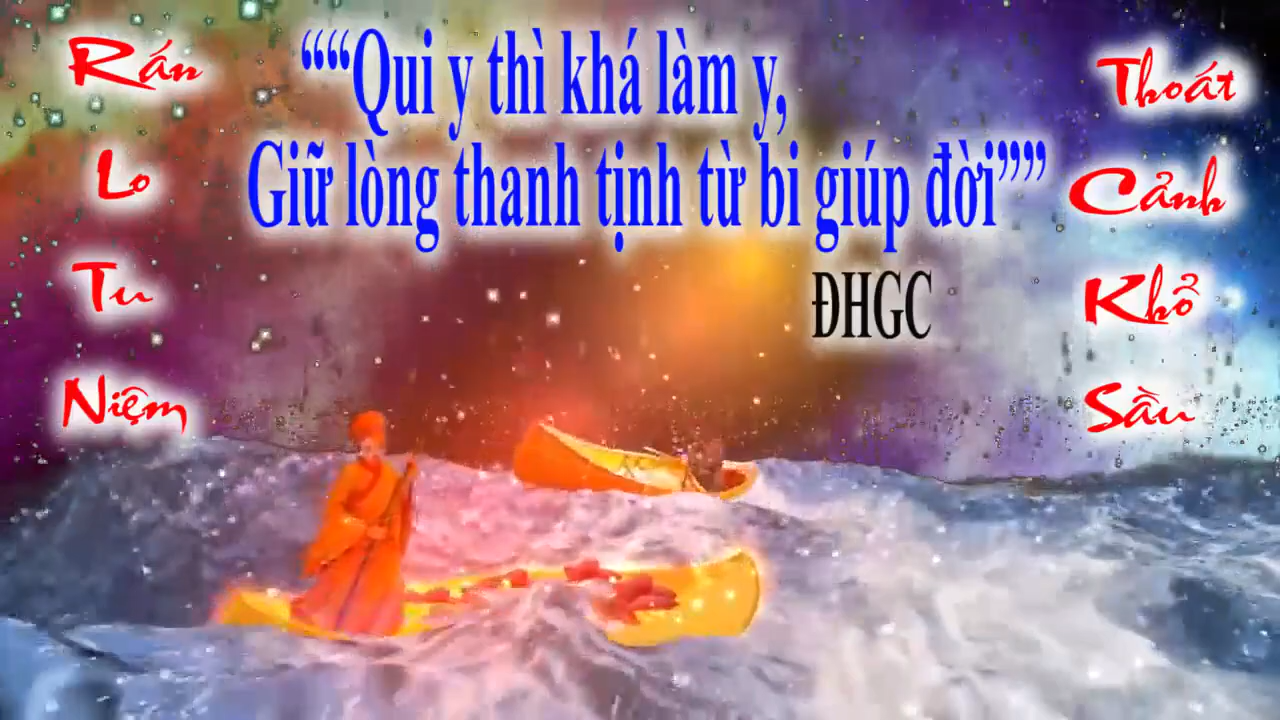 Rán
Lo
Tu
Niệm
““Qui y thì khá làm y,
Giữ lòng thanh tịnh từ bi giúp đời””
ĐHGC
Thoát
Cảnh
Khổ
Sầu